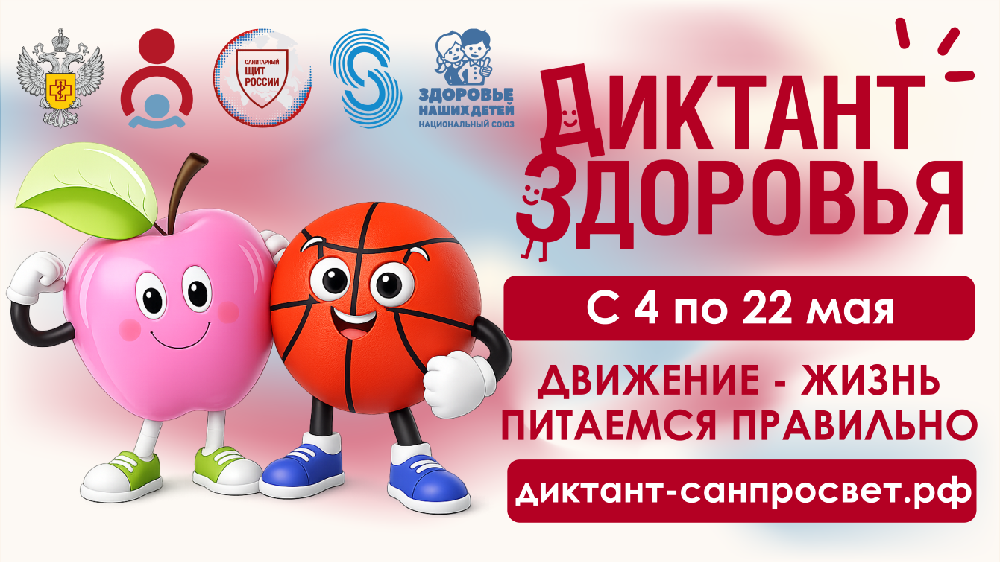 САНИТАРНЫЙ
ЩИТ
РОССИИ
ЗДОРОВЬЕ
НАШИХ ДЕТЕЙ
НАЦИОНАЛЬНЫЙ СОЮЗ
ДИКТАНТ
ЗДОРОВЬЯ
С 4 по 22 мая
ДВИЖЕНИЕ - ЖИЗНЬ
ПИТАЕМСЯ ПРАВИЛЬНО
диктант-санпросвет.рф